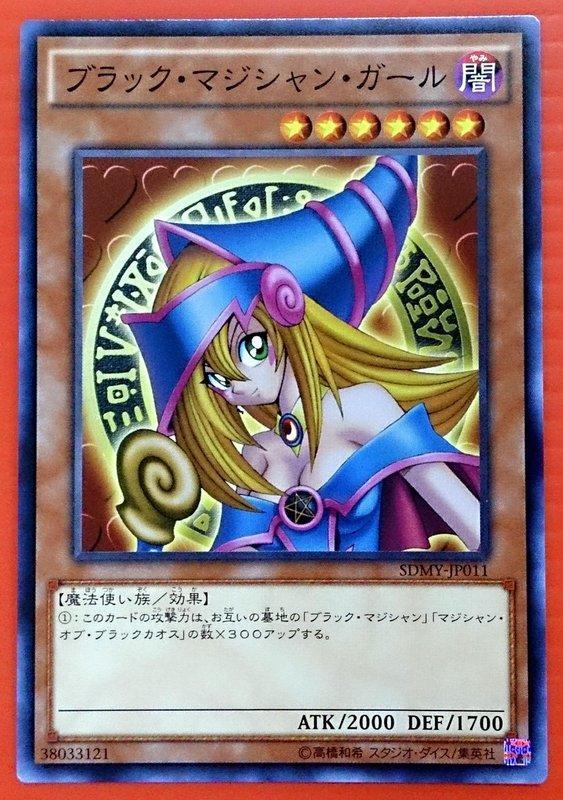 ブラック・マジシャン・ガール
闇
SDMY-JP011
【魔法使い族／効果】
①：このカードの攻撃力は、お互いの墓地の「ブラック・マジシャン」「マジシャン・
オブ・ブラックカオス」の数×３００アップする。
ATK/2000 DEF/1700
38033121
©高橋和希 スタジオ・ダイス/集英社